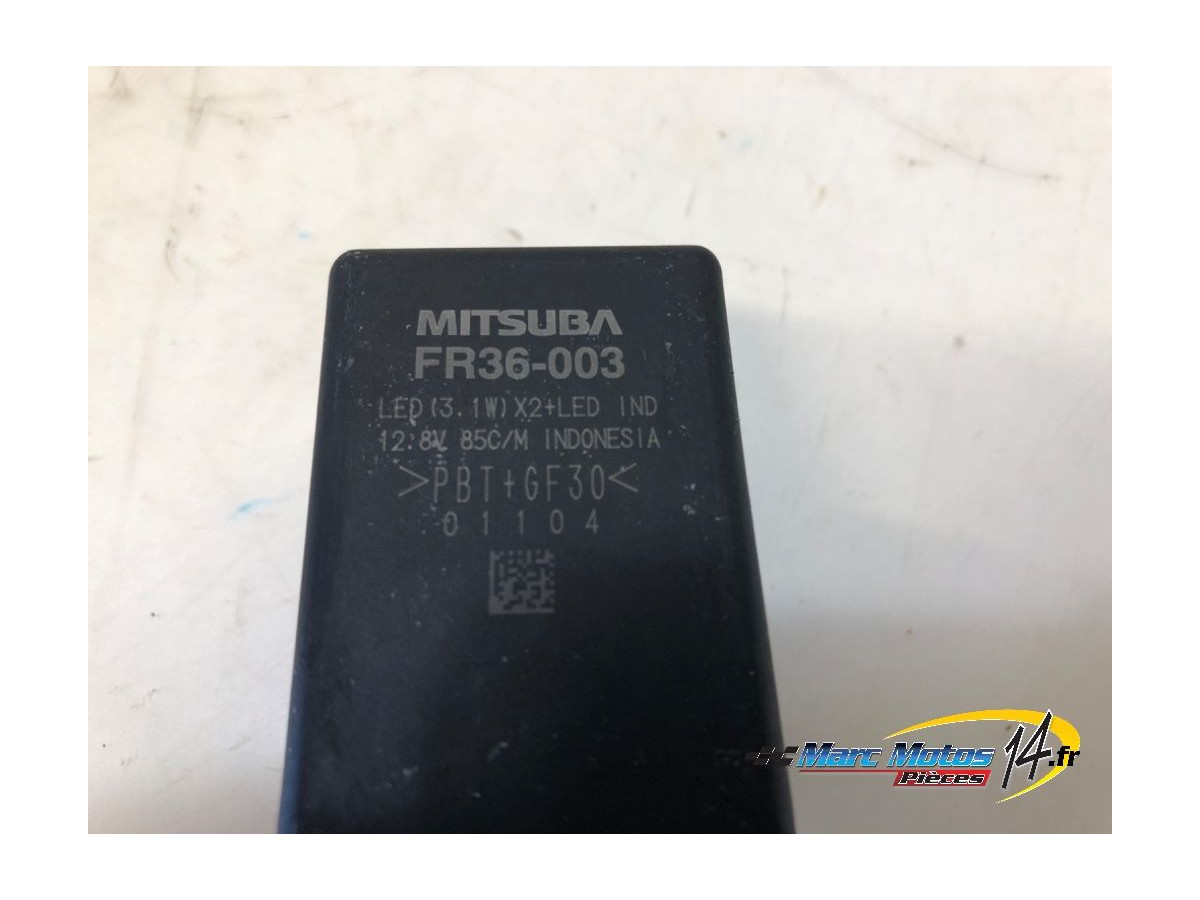 MITSUBA
FR36-003
LED(3.1W)X2+LED IND
12.8V 85C/M INDONESIA
>PBT+GF30<
01104
Marc Motos 14.fr
Pièces